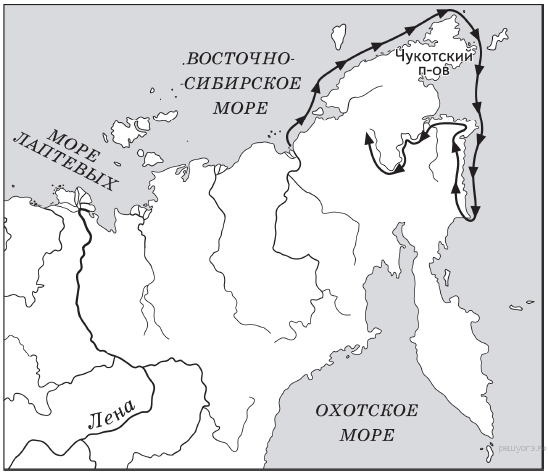 ВОСТОЧНО-
СИБИРСКОЕ
МОРЕ
Чукотский
п-ов
МОРЕ
ЛАПТЕВЫХ
Лена
ОХОТСКОЕ
МОРЕ